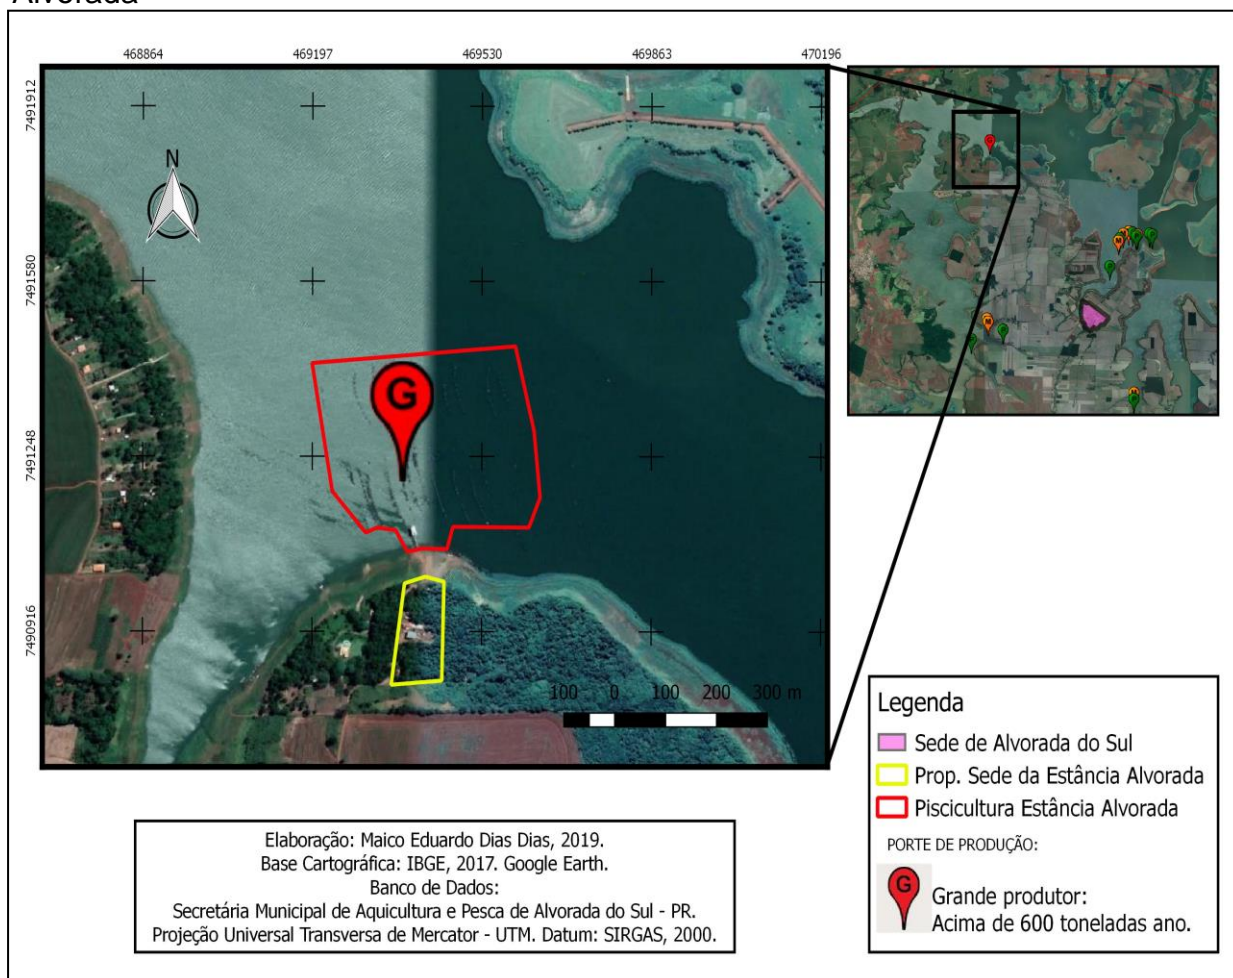 Alvorada
468864 469197 469530 469863 470196
7491912
7491580
7491248
7490916
N
G
G
M
M
M
100 0 100 200 300 m
Legenda
Sede de Alvorada do Sul
Prop. Sede da Estância Alvorada
Piscicultura Estância Alvorada
PORTE DE PRODUÇÃO:
G
Grande produtor:
Acima de 600 toneladas ano.
Elaboração: Maico Eduardo Dias Dias, 2019.
Base Cartográfica: IBGE, 2017. Google Earth.
Banco de Dados:
Secretária Municipal de Aquicultura e Pesca de Alvorada do Sul - PR.
Projeção Universal Transversa de Mercator - UTM. Datum: SIRGAS, 2000.